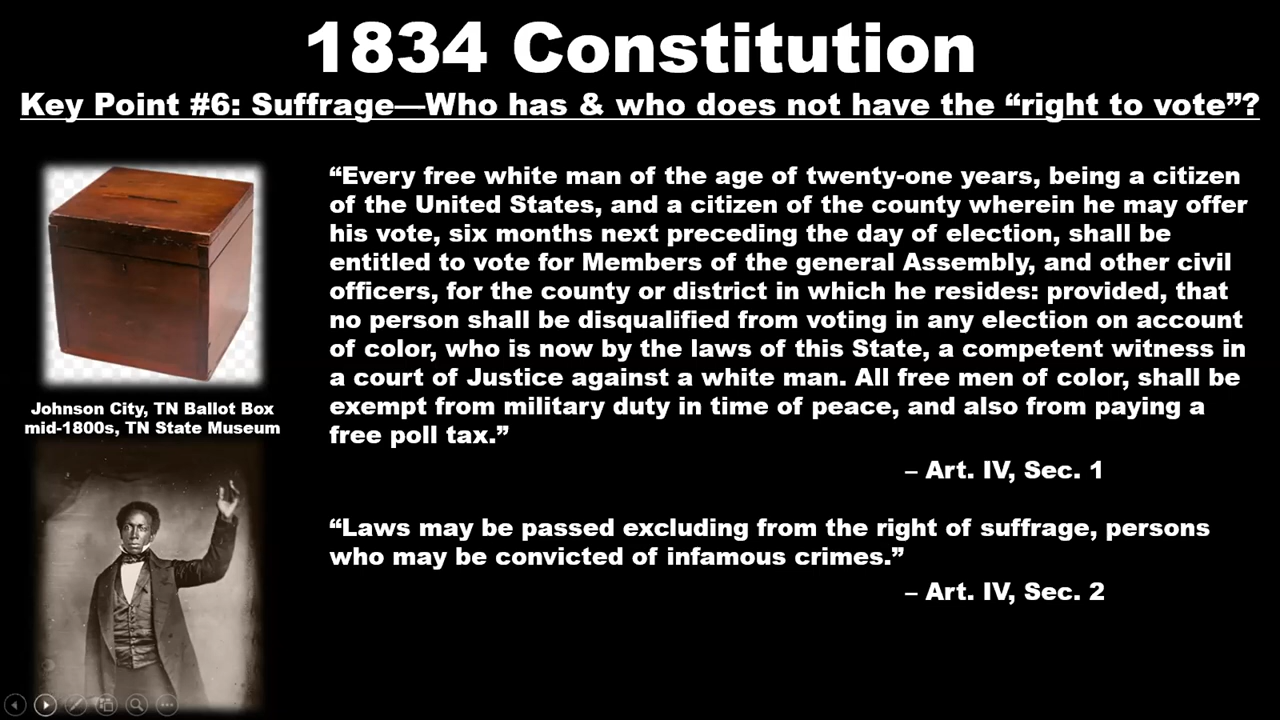 1834 Constitution
Key Point #6: Suffrage—Who has & who does not have the “right to vote”?
“Every free white man of the age of twenty-one years, being a citizen
of the United States, and a citizen of the county wherein he may offer
his vote, six months next preceding the day of election, shall be
entitled to vote for Members of the general Assembly, and other civil
officers, for the county or district in which he resides: provided, that
no person shall be disqualified from voting in any election on account
of color, who is now by the laws of this State, a competent witness in
a court of Justice against a white man. All free men of color, shall be
exempt from military duty in time of peace, and also from paying a
free poll tax.”
– Art. IV, Sec. 1
“Laws may be passed excluding from the right of suffrage, persons
who may be convicted of infamous crimes.”
– Art. IV, Sec. 2
Johnson City, TN Ballot Box
mid-1800s, TN State Museum